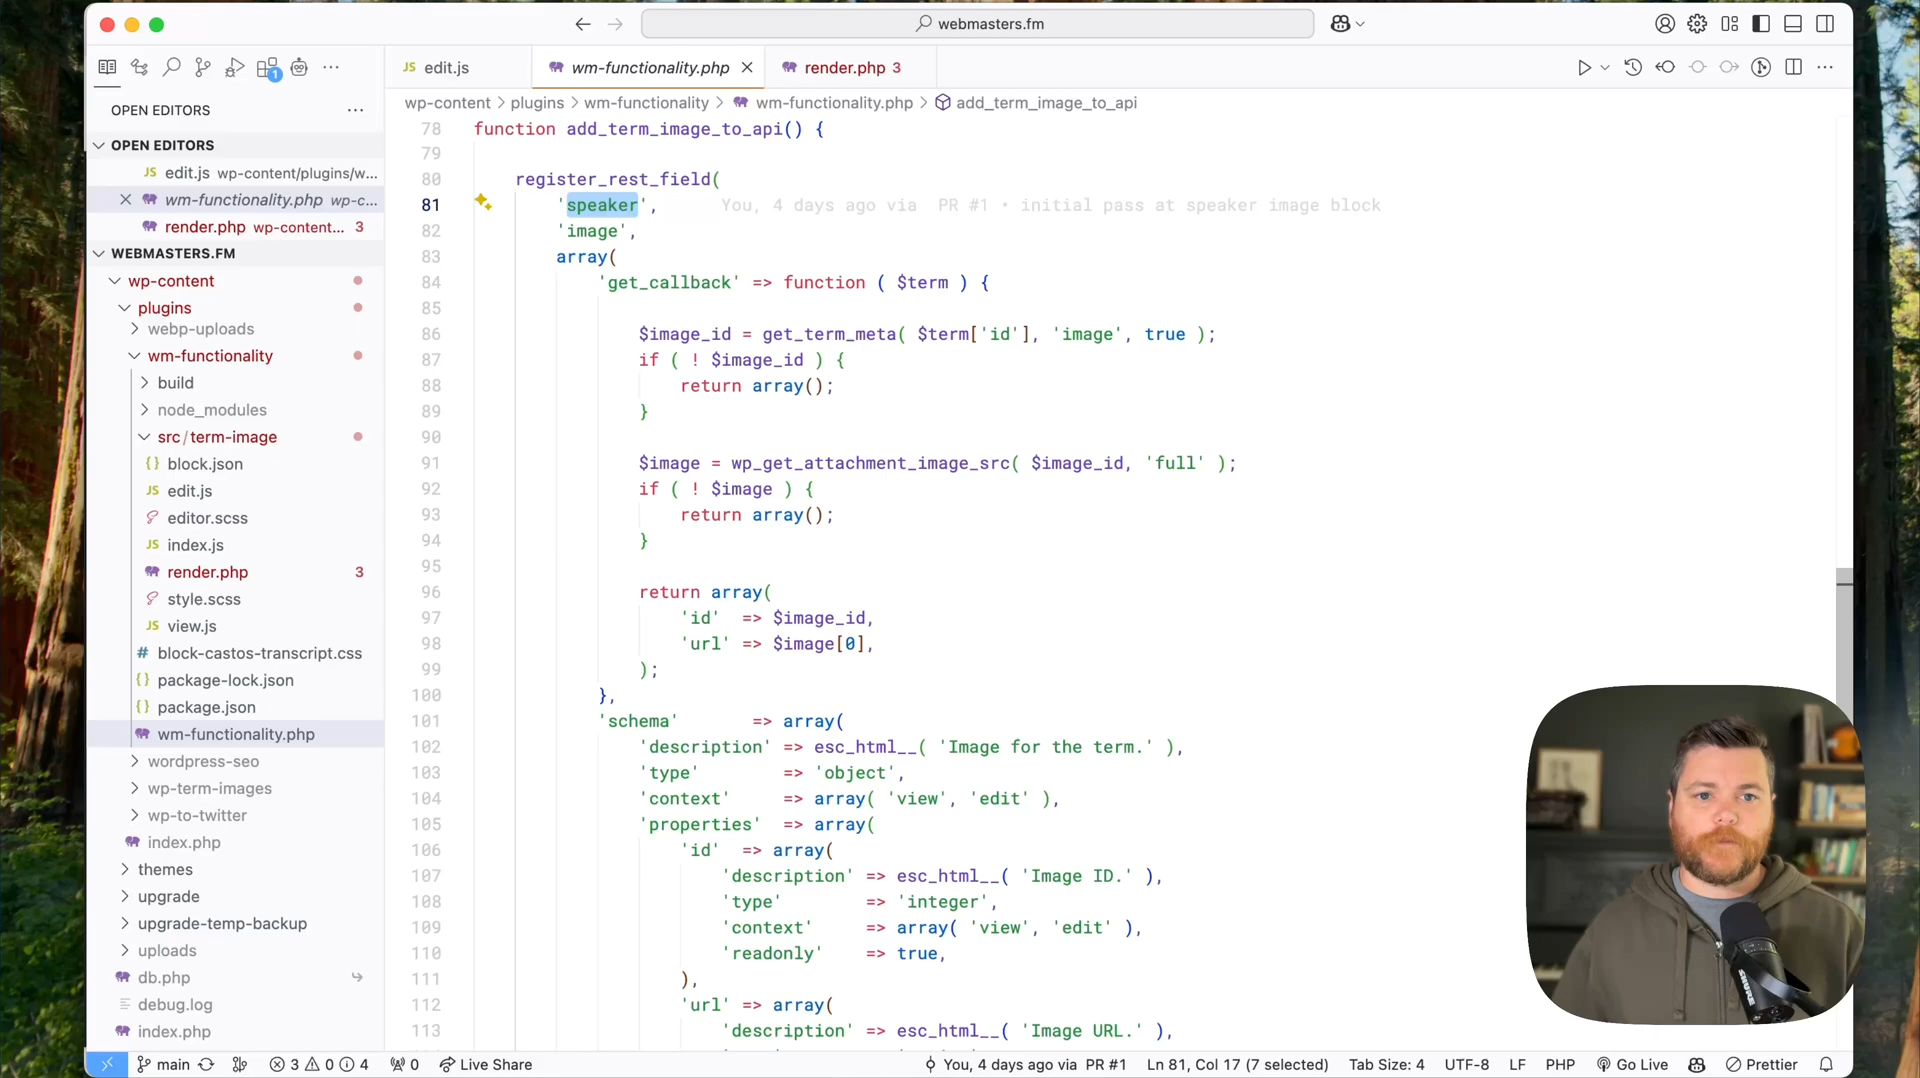 webmasters.fm
1
edit.js
wm-functionality.php
render.php 3
OPEN EDITORS
wp-content > plugins > wm-functionality > wm-functionality.php > add_term_image_to_api
OPEN EDITORS
edit.js wp-content/plugins/w...
wm-functionality.php wp-c...
render.php wp-content... 3
WEBMASTERS.FM
wp-content
plugins
webp-uploads
wm-functionality
build
node_modules
src/term-image
block.json
edit.js
editor.scss
index.js
render.php 3
style.scss
view.js
block-castos-transcript.css
package-lock.json
package.json
wm-functionality.php
wordpress-seo
wp-term-images
wp-to-twitter
index.php
themes
upgrade
upgrade-temp-backup
uploads
db.php
debug.log
index.php
78 function add_term_image_to_api() {
79
80 register_rest_field(
81 'speaker', You, 4 days ago via PR #1 • initial pass at speaker image block
82 'image',
83 array(
84 'get_callback' => function ( $term ) {
85
86 $image_id = get_term_meta( $term['id'], 'image', true );
87 if ( ! $image_id ) {
88 return array();
89 }
90
91 $image = wp_get_attachment_image_src( $image_id, 'full' );
92 if ( ! $image ) {
93 return array();
94 }
95
96 return array(
97 'id' => $image_id,
98 'url' => $image[0],
99 );
100 },
101 'schema' => array(
102 'description' => esc_html__( 'Image for the term.' ),
103 'type' => 'object',
104 'context' => array( 'view', 'edit' ),
105 'properties' => array(
106 'id' => array(
107 'description' => esc_html__( 'Image ID.' ),
108 'type' => 'integer',
109 'context' => array( 'view', 'edit' ),
110 'readonly' => true,
111 ),
112 'url' => array(
113 'description' => esc_html__( 'Image URL.' ),
SHURE
main 3 0 4 0 Live Share You, 4 days ago via PR #1 Ln 81, Col 17 (7 selected) Tab Size: 4 UTF-8 LF PHP Go Live Prettier